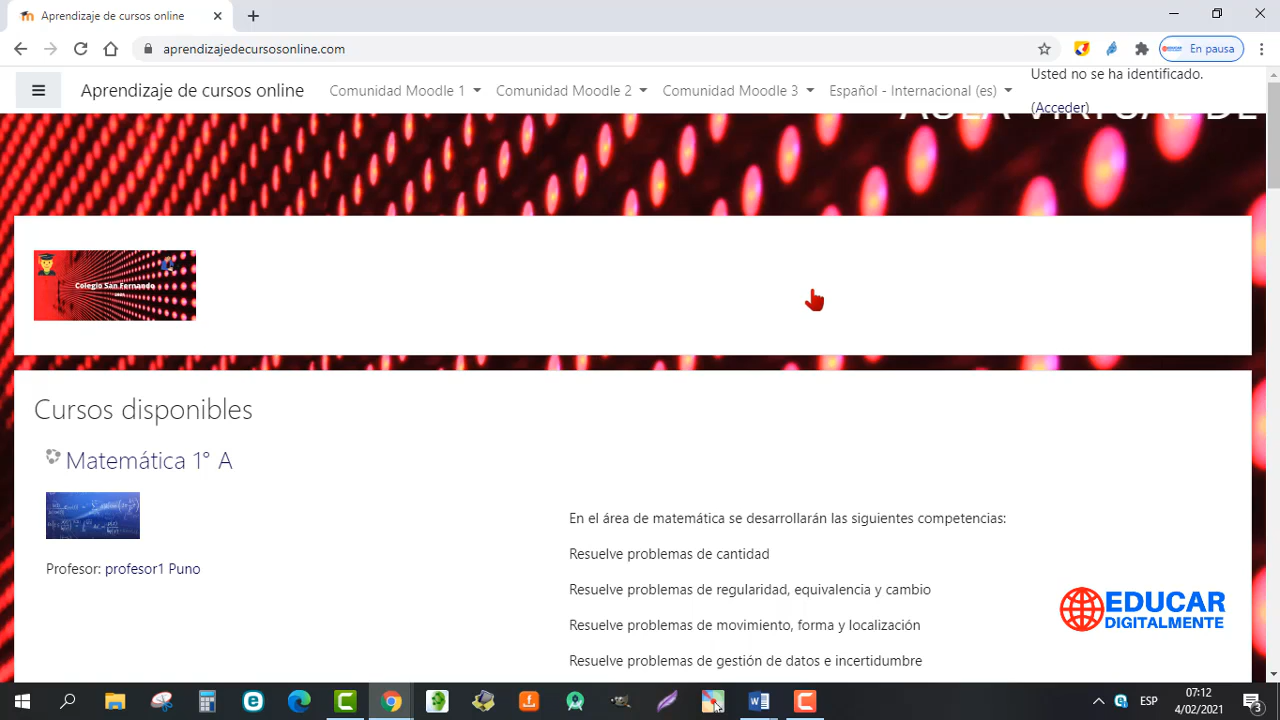 Aprendizaje de cursos online
aprendizajedecursosonline.com
En pausa
Aprendizaje de cursos online
Comunidad Moodle 1
Comunidad Moodle 2
Comunidad Moodle 3
Español - Internacional (es)
Usted no se ha identificado.
(Acceder)
AULA VIRTUAL DE
Colegio San Fernando
Cursos disponibles
Matemática 1° A
Profesor: profesor1 Puno
En el área de matemática se desarrollarán las siguientes competencias:
Resuelve problemas de cantidad
Resuelve problemas de regularidad, equivalencia y cambio
Resuelve problemas de movimiento, forma y localización
Resuelve problemas de gestión de datos e incertidumbre
EDUCAR
DIGITALMENTE
ESP
07:12
4/02/2021
3